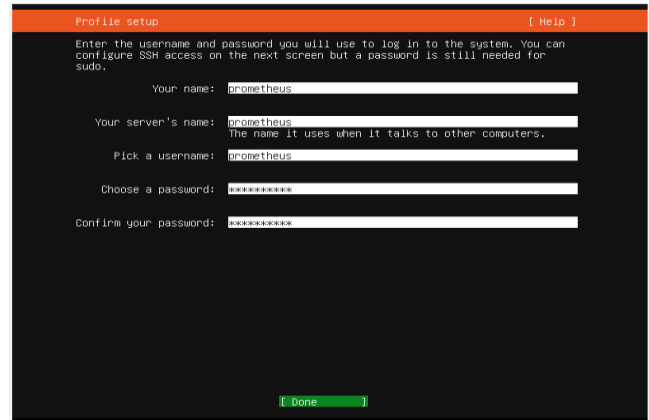 Profile setup [ Help ]
Enter the username and password you will use to log in to the system. You can
configure SSH access on the next screen but a password is still needed for
sudo.
Your name: prometheus
Your server's name: prometheus
The name it uses when it talks to other computers.
Pick a username: prometheus
Choose a password: **********
Confirm your password: **********
[ Done ]